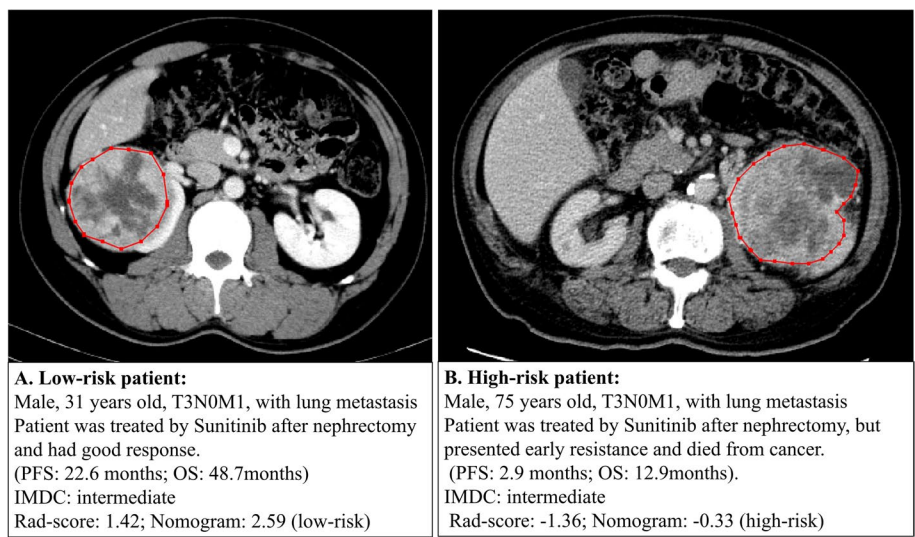 A. Low-risk patient:
Male, 31 years old, T3N0M1, with lung metastasis
Patient was treated by Sunitinib after nephrectomy
and had good response.
(PFS: 22.6 months; OS: 48.7months)
IMDC: intermediate
Rad-score: 1.42; Nomogram: 2.59 (low-risk)
B. High-risk patient:
Male, 75 years old, T3N0M1, with lung metastasis
Patient was treated by Sunitinib after nephrectomy, but
presented early resistance and died from cancer.
(PFS: 2.9 months; OS: 12.9months).
IMDC: intermediate
Rad-score: -1.36; Nomogram: -0.33 (high-risk)